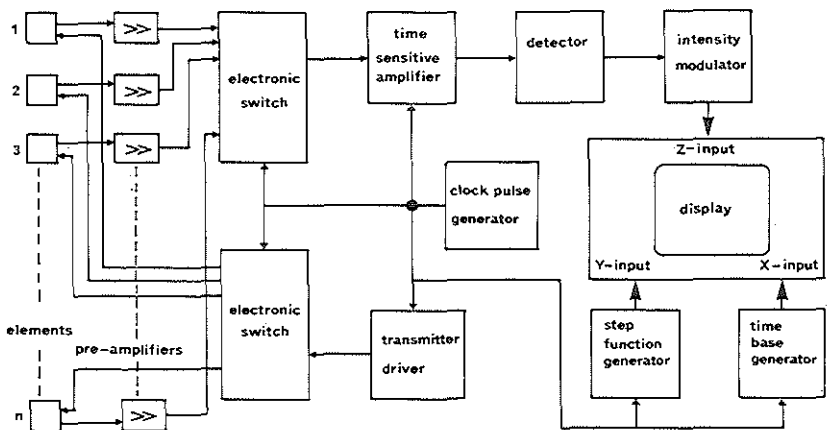 1
>>
electronic
switch
time
sensitive
amplifier
detector
intensity
modulator
2
>>
3
>>
Z-input
display
Y-input
X-input
clock pulse
generator
electronic
switch
elements
pre-amplifiers
transmitter
driver
step
function
generator
time
base
generator
n
>>